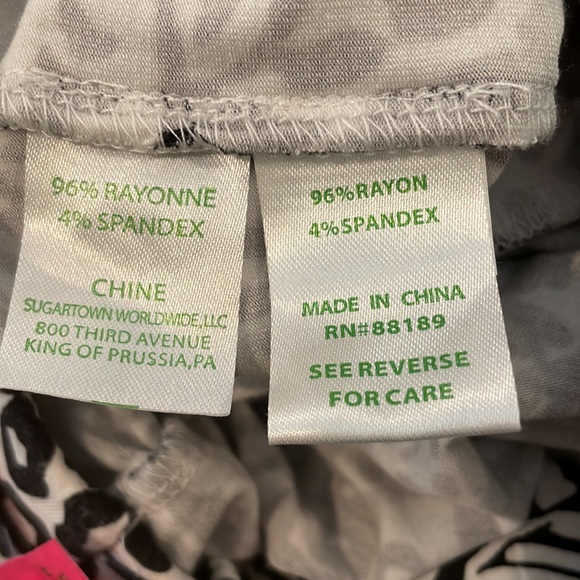 96% RAYONNE
4% SPANDEX
CHINE
SUGARTOWN WORLDWIDE, LLC
800 THIRD AVENUE
KING OF PRUSSIA,PA
96%RAYON
4%SPANDEX
MADE IN CHINA
RN#88189
SEE REVERSE
FOR CARE